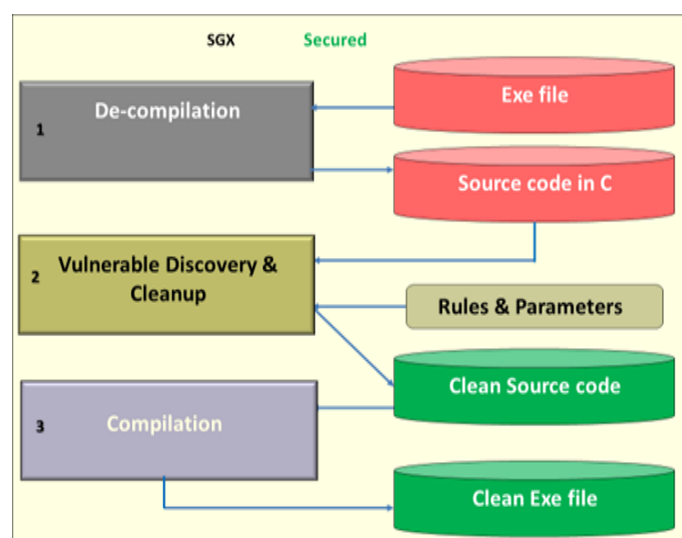 SGX Secured
Exe file
De-compilation
1
Source code in C
Vulnerable Discovery &
Cleanup
2
Rules & Parameters
Clean Source code
Compilation
3
Clean Exe file